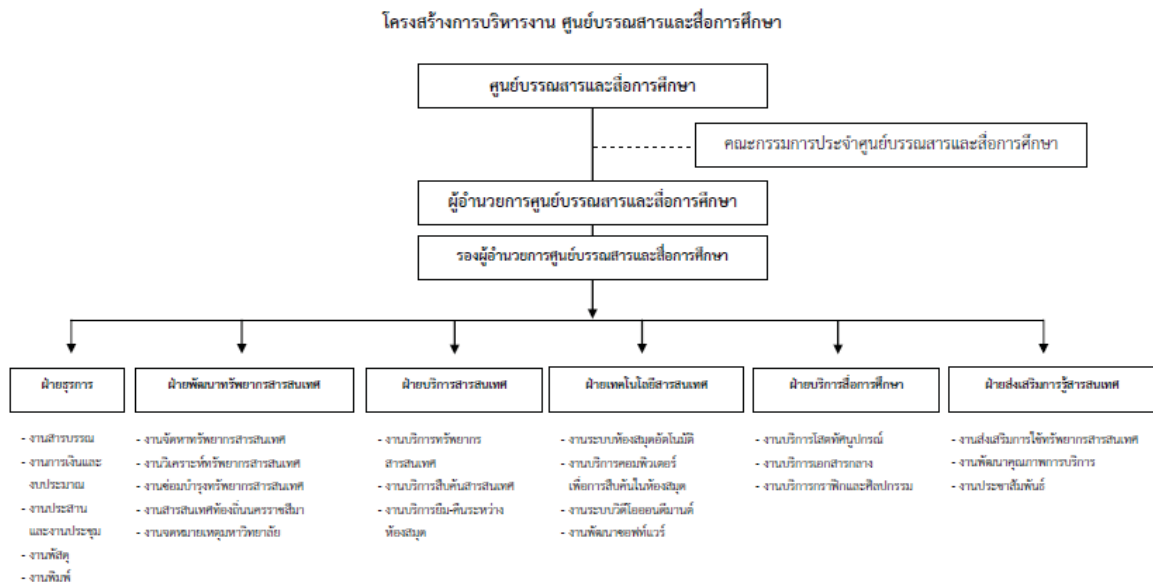 โครงสร้างการบริหารงาน ศูนย์บรรณสารและสื่อการศึกษา
ศูนย์บรรณสารและสื่อการศึกษา
คณะกรรมการประจำศูนย์บรรณสารและสื่อการศึกษา
ผู้อำนวยการศูนย์บรรณสารและสื่อการศึกษา
รองผู้อำนวยการศูนย์บรรณสารและสื่อการศึกษา
ฝ่ายธุรการ
- งานสารบรรณ
- งานการเงินและ
งบประมาณ
- งานประสาน
และงานประชุม
- งานพัสดุ
- งานพิมพ์
ฝ่ายพัฒนาทรัพยากรสารสนเทศ
- งานจัดหาทรัพยากรสารสนเทศ
- งานวิเคราะห์ทรัพยากรสารสนเทศ
- งานซ่อมบำรุงทรัพยากรสารสนเทศ
- งานสารสนเทศท้องถิ่นนครราชสีมา
- งานจดหมายเหตุมหาวิทยาลัย
ฝ่ายบริการสารสนเทศ
- งานบริการทรัพยากร
สารสนเทศ
- งานบริการสืบค้นสารสนเทศ
- งานบริการยืม-คืนระหว่าง
ห้องสมุด
ฝ่ายเทคโนโลยีสารสนเทศ
- งานระบบห้องสมุดอัตโนมัติ
- งานบริการคอมพิวเตอร์
เพื่อการสืบค้นในห้องสมุด
- งานระบบวิดีโอออนดีมานด์
- งานพัฒนาซอฟท์แวร์
ฝ่ายบริการสื่อการศึกษา
- งานบริการโสตทัศนูปกรณ์
- งานบริการเอกสารกลาง
- งานบริการกราฟิกและศิลปกรรม
ฝ่ายส่งเสริมการรู้สารสนเทศ
- งานส่งเสริมการใช้ทรัพยากรสารสนเทศ
- งานพัฒนาคุณภาพการบริการ
- งานประชาสัมพันธ์